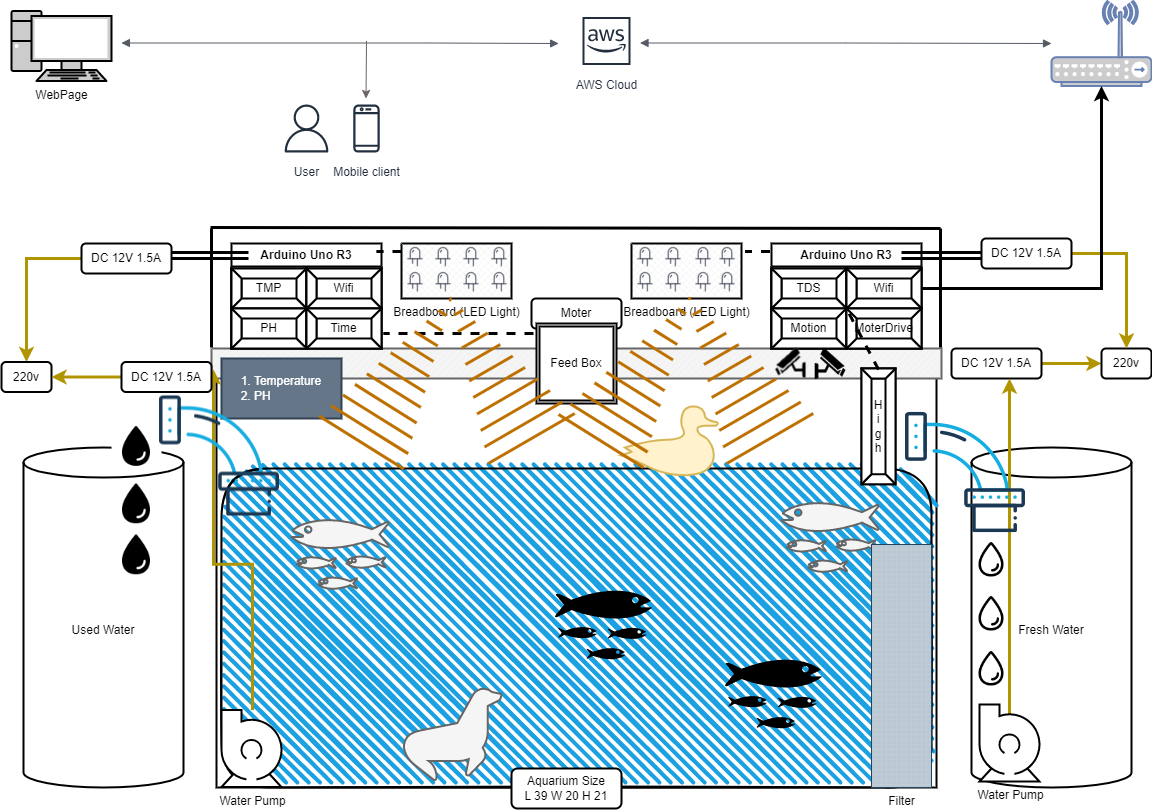 aws
WebPage
AWS Cloud
User
Mobile client
DC 12V 1.5A
Arduino Uno R3
Arduino Uno R3
DC 12V 1.5A
TMP
Wifi
TDS
Wifi
Breadboard (LED Light)
Moter
Breadboard (LED Light)
PH
Time
Motion
MoterDrive
220v
DC 12V 1.5A
Feed Box
DC 12V 1.5A
220v
1. Temperature
2. PH
H
i
g
h
Used Water
Fresh Water
Aquarium Size
L 39 W 20 H 21
Water Pump
Filter
Water Pump